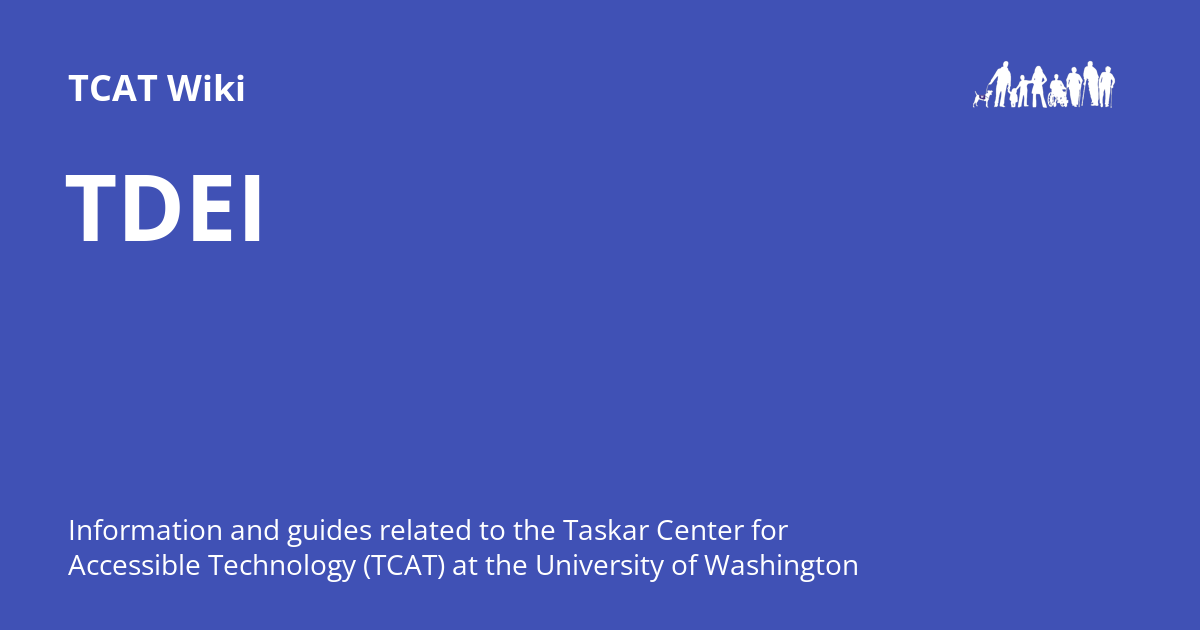 TCAT Wiki
TDEI
Information and guides related to the Taskar Center for
Accessible Technology (TCAT) at the University of Washington